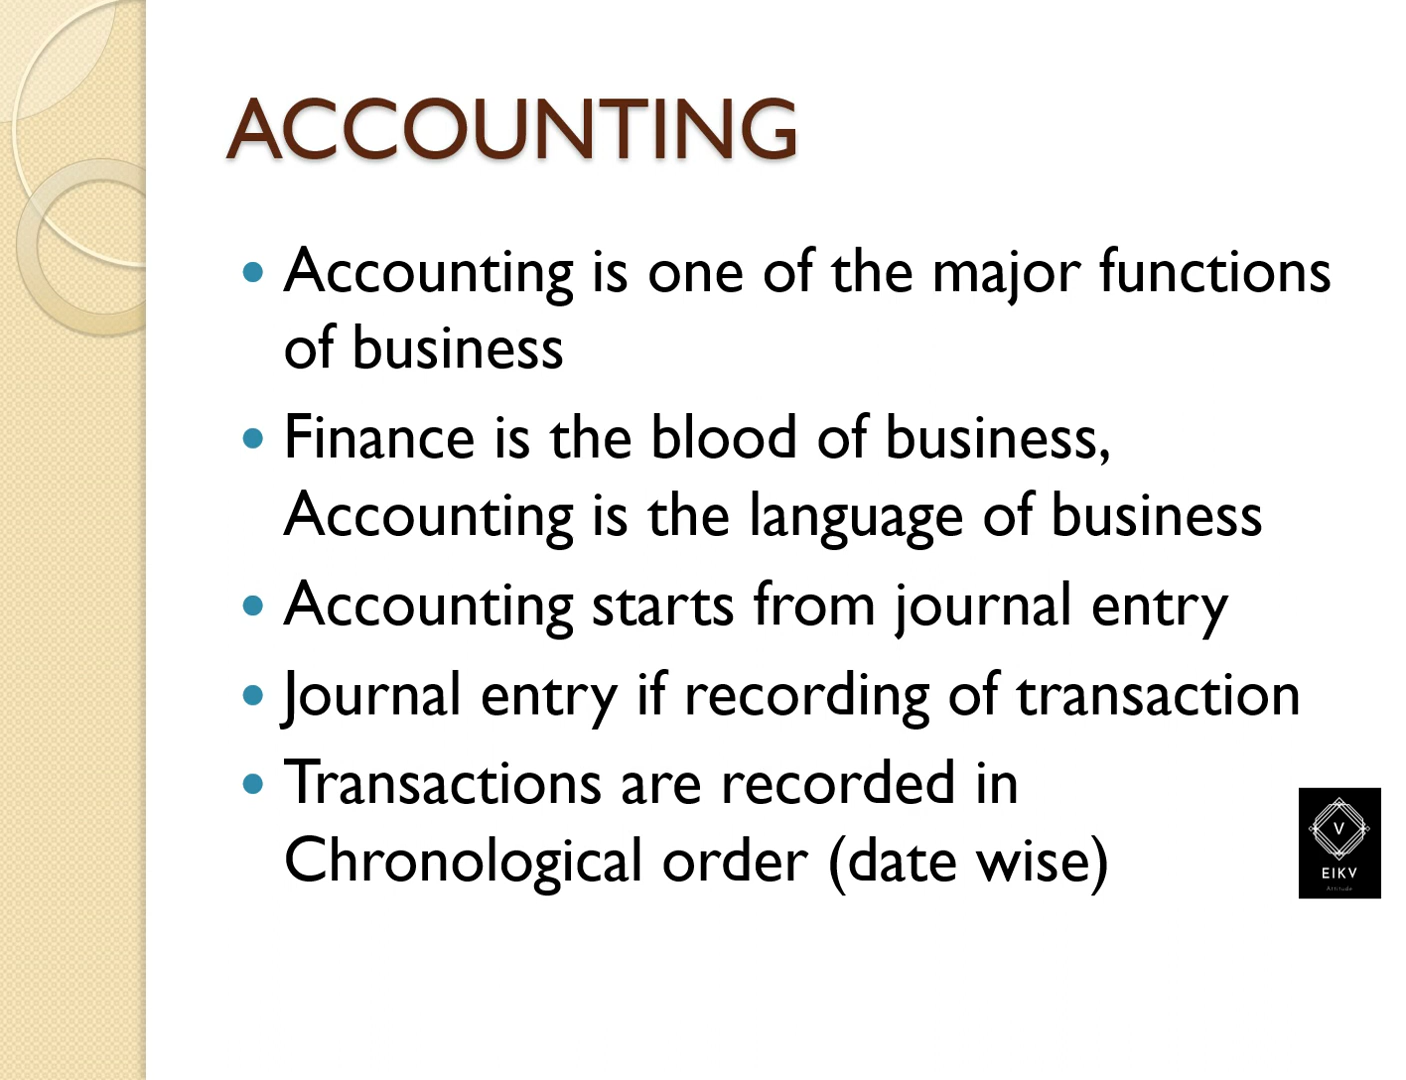 ACCOUNTING
• Accounting is one of the major functions
of business
• Finance is the blood of business,
Accounting is the language of business
• Accounting starts from journal entry
• Journal entry if recording of transaction
• Transactions are recorded in
Chronological order (date wise)
V
EIKV
Attitude